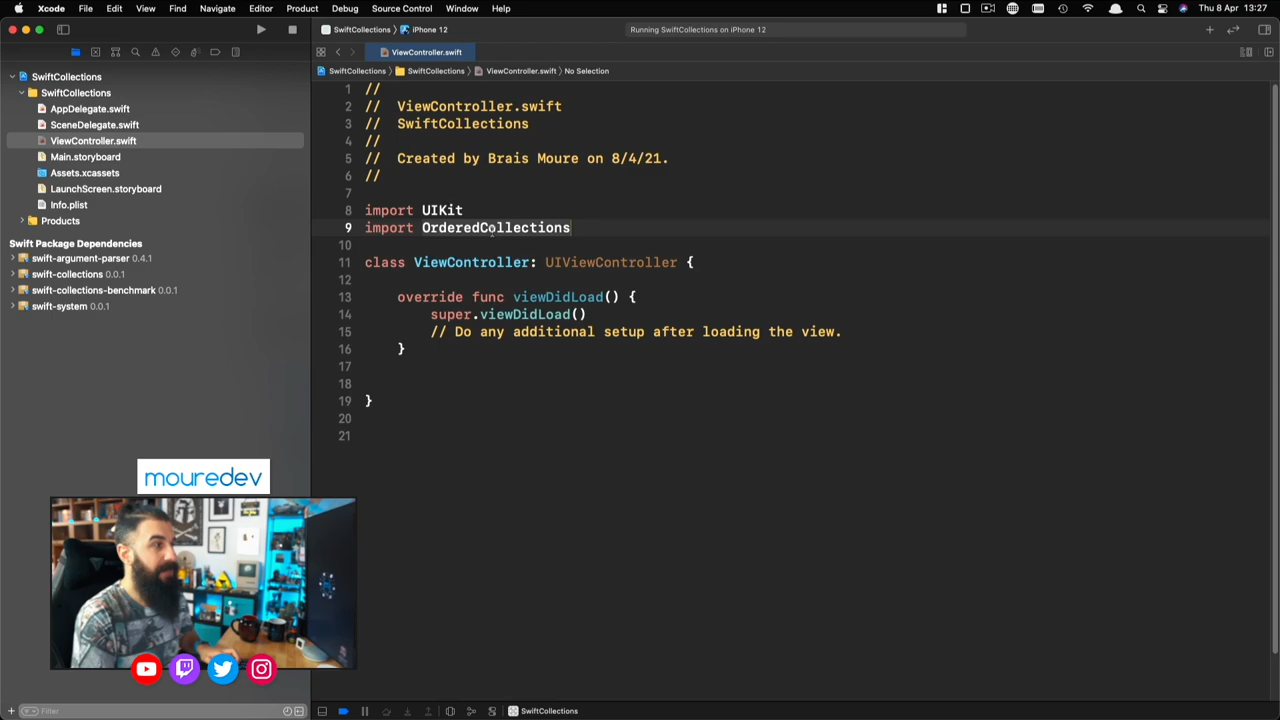 Xcode File Edit View Find Navigate Editor Product Debug Source Control Window Help Thu 8 Apr 13:27
SwiftCollections iPhone 12 Running SwiftCollections on iPhone 12
ViewController.swift
SwiftCollections SwiftCollections ViewController.swift No Selection
SwiftCollections
SwiftCollections
AppDelegate.swift
SceneDelegate.swift
ViewController.swift
Main.storyboard
Assets.xcassets
LaunchScreen.storyboard
Info.plist
Products
Swift Package Dependencies
swift-argument-parser 0.4.1
swift-collections 0.0.1
swift-collections-benchmark 0.0.1
swift-system 0.0.1
1 //
2 // ViewController.swift
3 // SwiftCollections
4 //
5 // Created by Brais Moure on 8/4/21.
6 //
7
8 import UIKit
9 import OrderedCollections
10
11 class ViewController: UIViewController {
12
13 override func viewDidLoad() {
14 super.viewDidLoad()
15 // Do any additional setup after loading the view.
16 }
17
18
19 }
20
21
mouredev
Filter
SwiftCollections